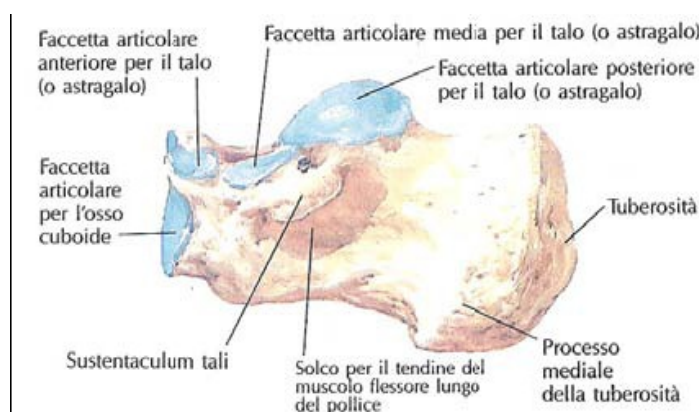 Faccetta articolare
anteriore per il talo
(o astragalo)
Faccetta articolare media per il talo (o astragalo)
Faccetta articolare posteriore
per il talo (o astragalo)
Faccetta
articolare
per l'osso
cuboide
Tuberosità
Sustentaculum tali
Solco per il tendine del
muscolo flessore lungo
del pollice
Processo
mediale
della tuberosità